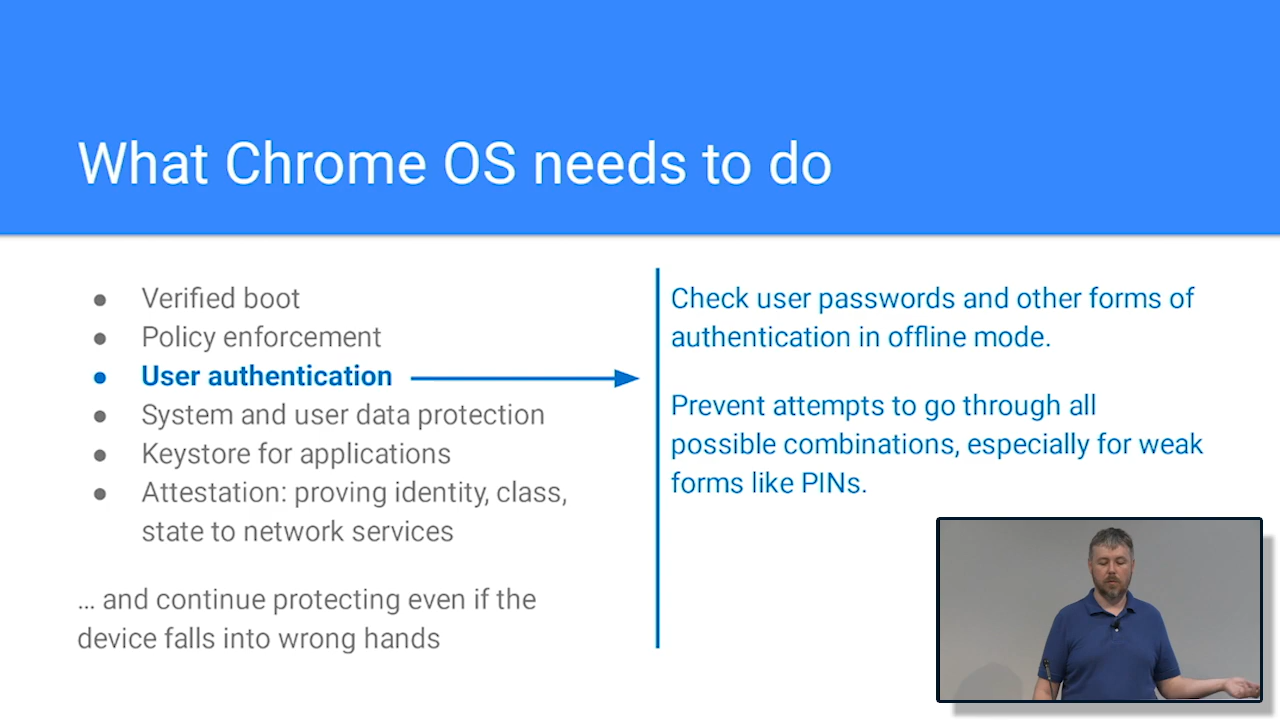 What Chrome OS needs to do
● Verified boot
● Policy enforcement
● User authentication
● System and user data protection
● Keystore for applications
● Attestation: proving identity, class,
state to network services
... and continue protecting even if the
device falls into wrong hands
Check user passwords and other forms of
authentication in offline mode.
Prevent attempts to go through all
possible combinations, especially for weak
forms like PINs.